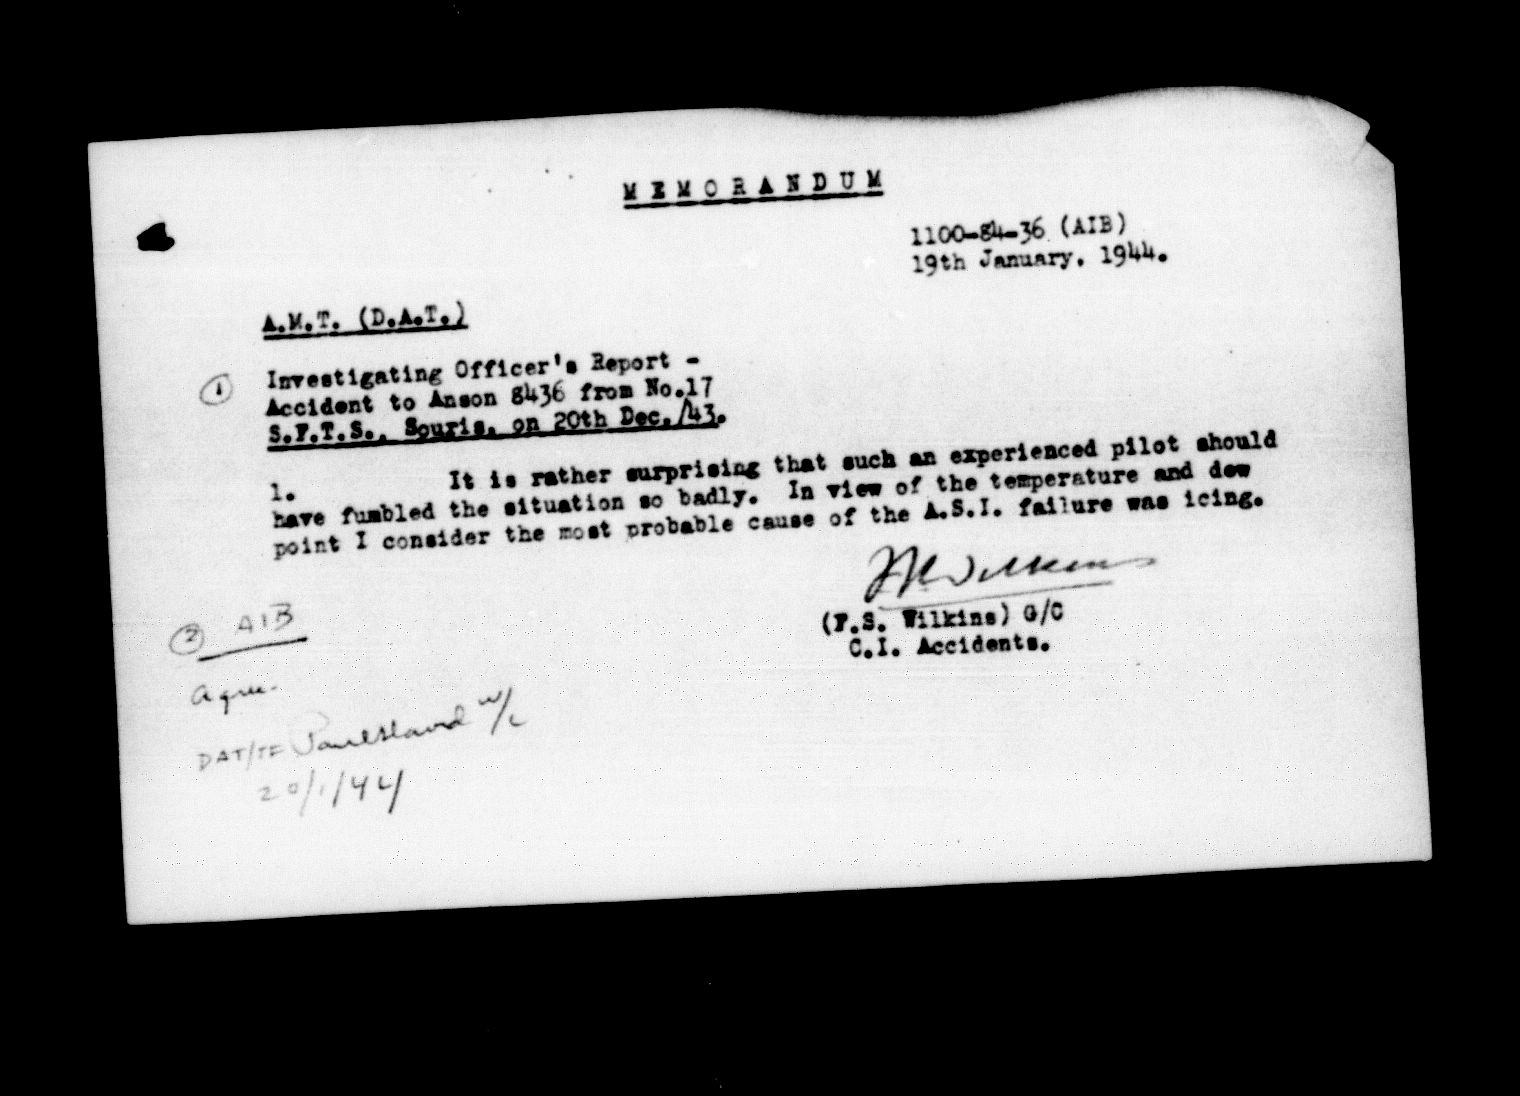 MEMORANDUM
1100-84-36 (AIB)
19th January, 1944.
A.M.T. (D.A.T.)
① Investigating Officer's Report -
Accident to Anson 8436 from No.17
S.F.T.S., Souris, on 20th Dec./43.
1. It is rather surprising that such an experienced pilot should
have fumbled the situation so badly. In view of the temperature and dew
point I consider the most probable cause of the A.S.I. failure was icing.
(F.S. Wilkins) G/C
C.I. Accidents.
② AIB
Agree.
DAT/TF W/C
20/1/44